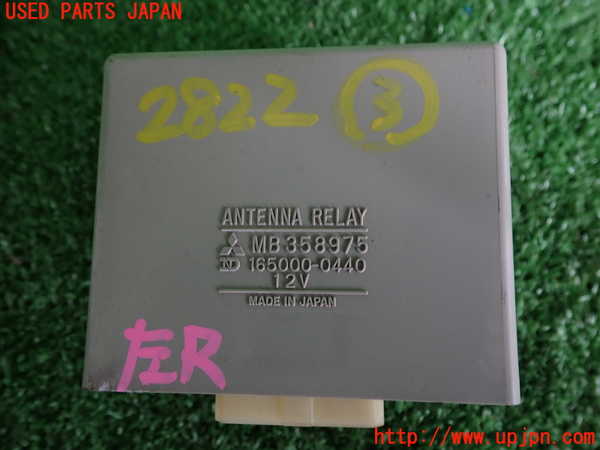 USED PARTS JAPAN
2822 ③
ANTENNA RELAY
MB358975
ND 165000-0440
12V
MADE IN JAPAN
左R
http://www.upjpn.com/